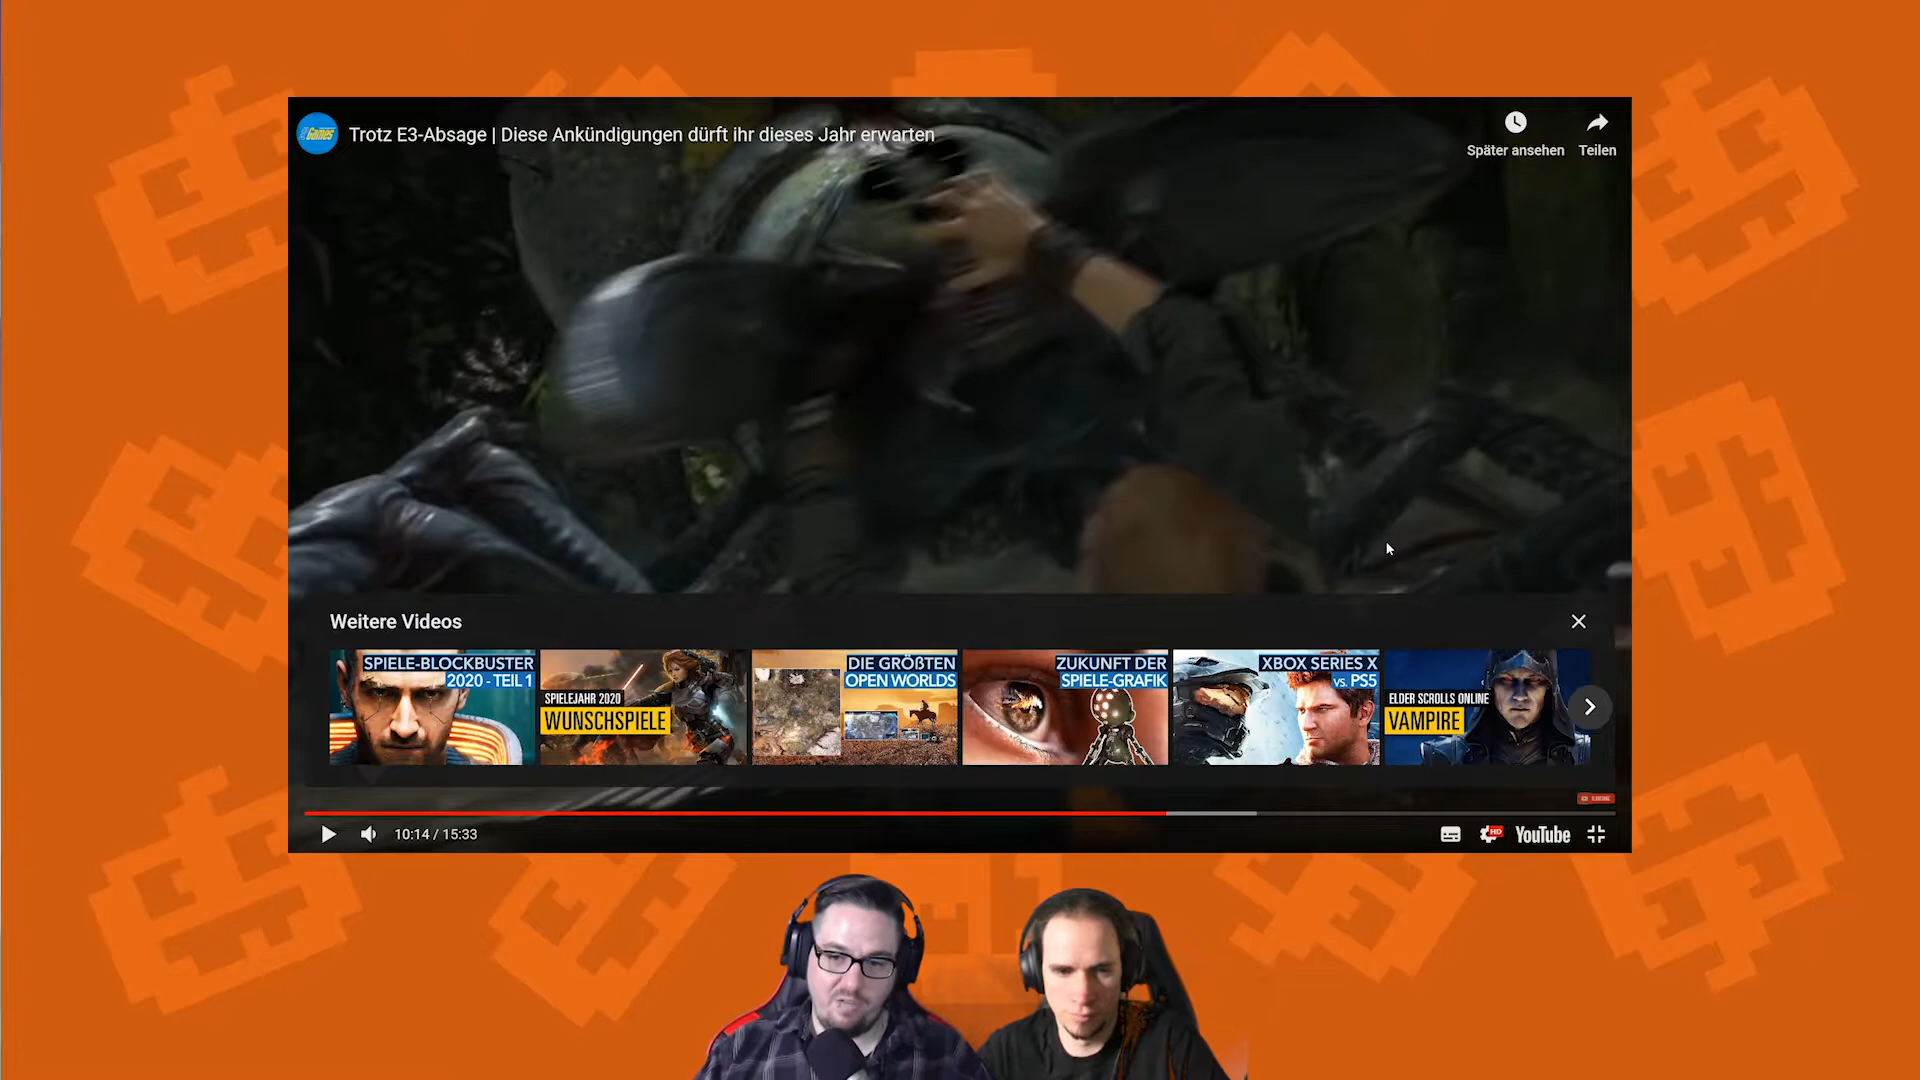 Games
Trotz E3-Absage | Diese Ankündigungen dürft ihr dieses Jahr erwarten
Später ansehen
Teilen
Weitere Videos
SPIELE-BLOCKBUSTER
2020 - TEIL 1
SPIELEJAHR 2020
WUNSCHSPIELE
DIE GRÖßTEN
OPEN WORLDS
ZUKUNFT DER
SPIELE-GRAFIK
XBOX SERIES X
vs. PS5
ELDER SCROLLS ONLINE
VAMPIRE
10:14 / 15:33
HD
YouTube